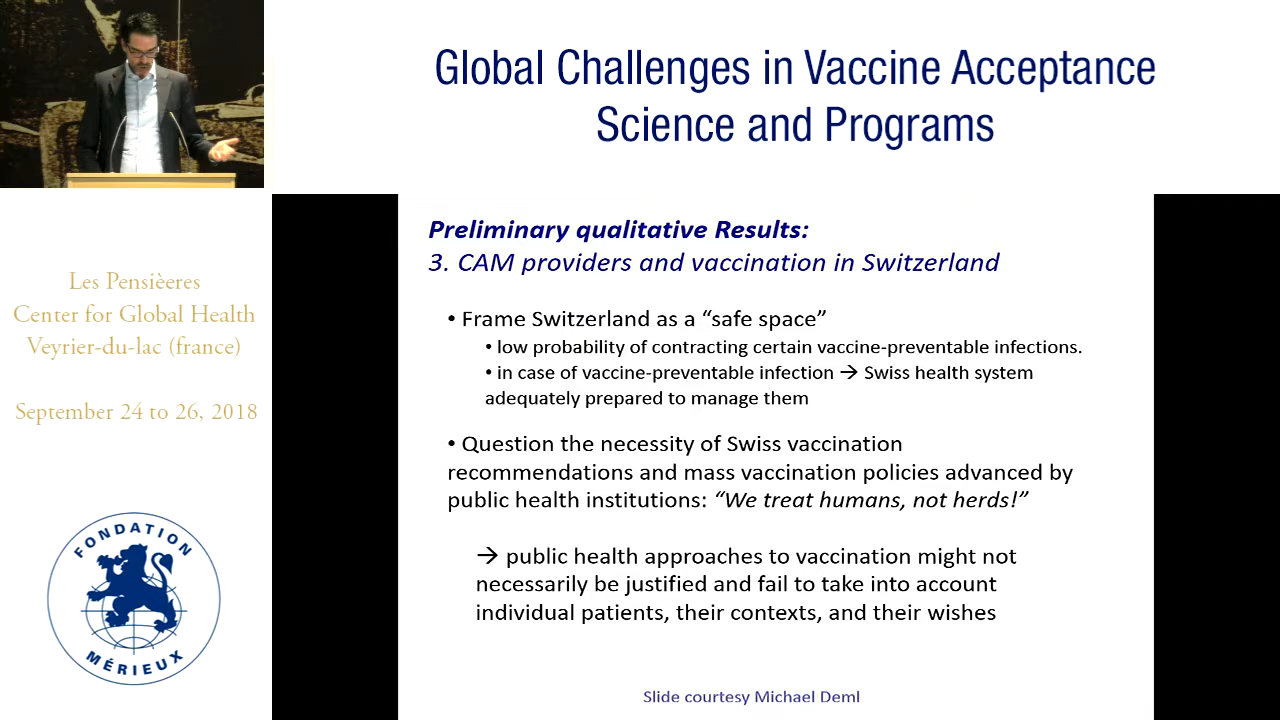 Global Challenges in Vaccine Acceptance
Science and Programs
Les Pensièeres
Center for Global Health
Veyrier-du-lac (france)
September 24 to 26, 2018
FONDATION
MÉRIEUX
Preliminary qualitative Results:
3. CAM providers and vaccination in Switzerland
• Frame Switzerland as a “safe space”
• low probability of contracting certain vaccine-preventable infections.
• in case of vaccine-preventable infection → Swiss health system
adequately prepared to manage them
• Question the necessity of Swiss vaccination
recommendations and mass vaccination policies advanced by
public health institutions: “We treat humans, not herds!”
→ public health approaches to vaccination might not
necessarily be justified and fail to take into account
individual patients, their contexts, and their wishes
Slide courtesy Michael Deml